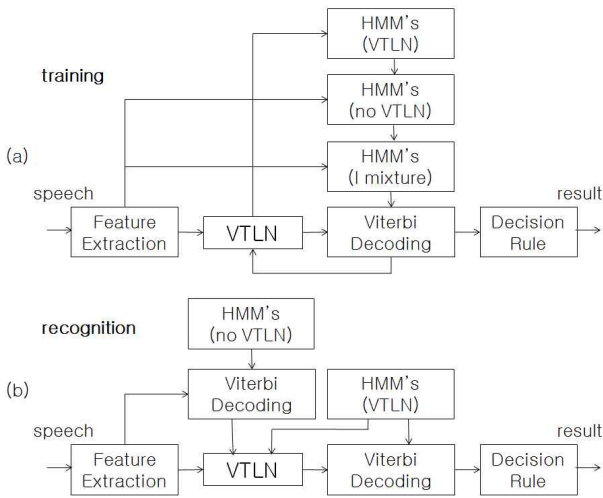 HMM's
(VTLN)
training
HMM's
(no VTLN)
(a)
HMM's
(I mixture)
speech
result
Feature
Extraction
VTLN
Viterbi
Decoding
Decision
Rule
recognition
HMM's
(no VTLN)
(b)
Viterbi
Decoding
HMM's
(VTLN)
speech
result
Feature
Extraction
VTLN
Viterbi
Decoding
Decision
Rule